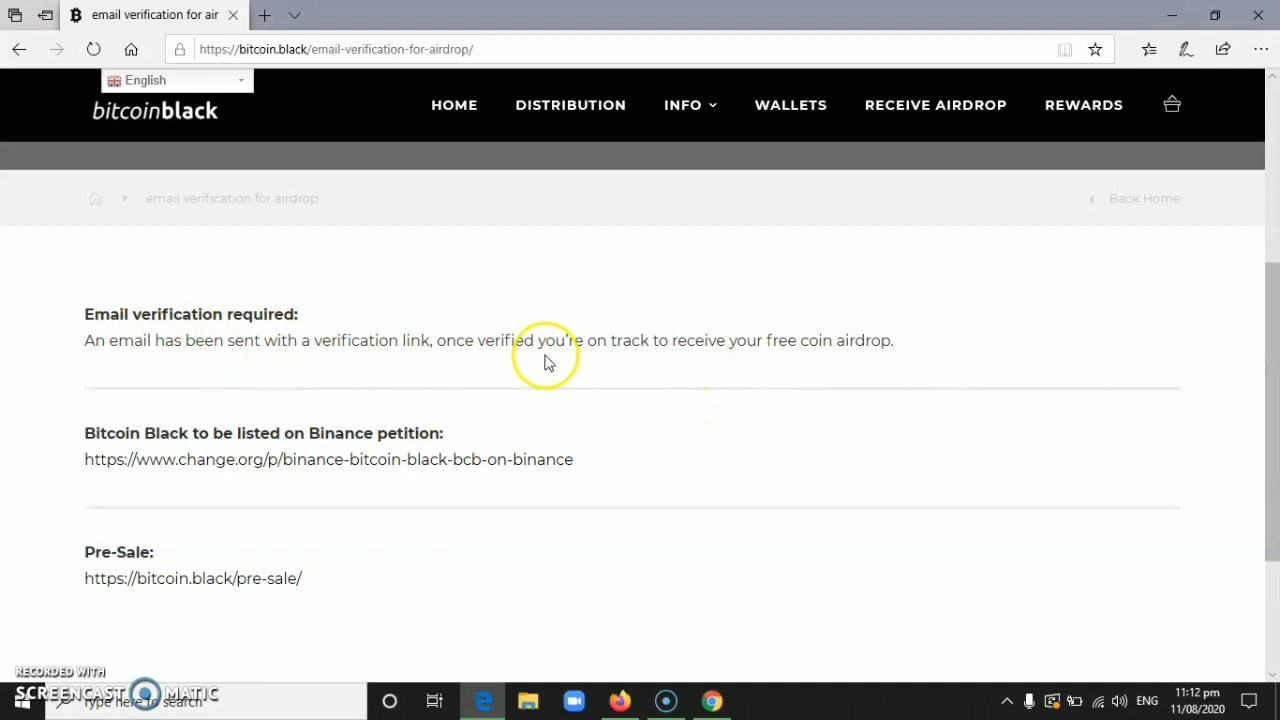 email verification for air
https://bitcoin.black/email-verification-for-airdrop/
English
bitcoinblack
HOME
DISTRIBUTION
INFO
WALLETS
RECEIVE AIRDROP
REWARDS
email verification for airdrop
Back Home
Email verification required:
An email has been sent with a verification link, once verified you're on track to receive your free coin airdrop.
Bitcoin Black to be listed on Binance petition:
https://www.change.org/p/binance-bitcoin-black-bcb-on-binance
Pre-Sale:
https://bitcoin.black/pre-sale/
RECORDED WITH
SCREENCAST MATIC
Type here to search
ENG
11:12 pm
11/08/2020